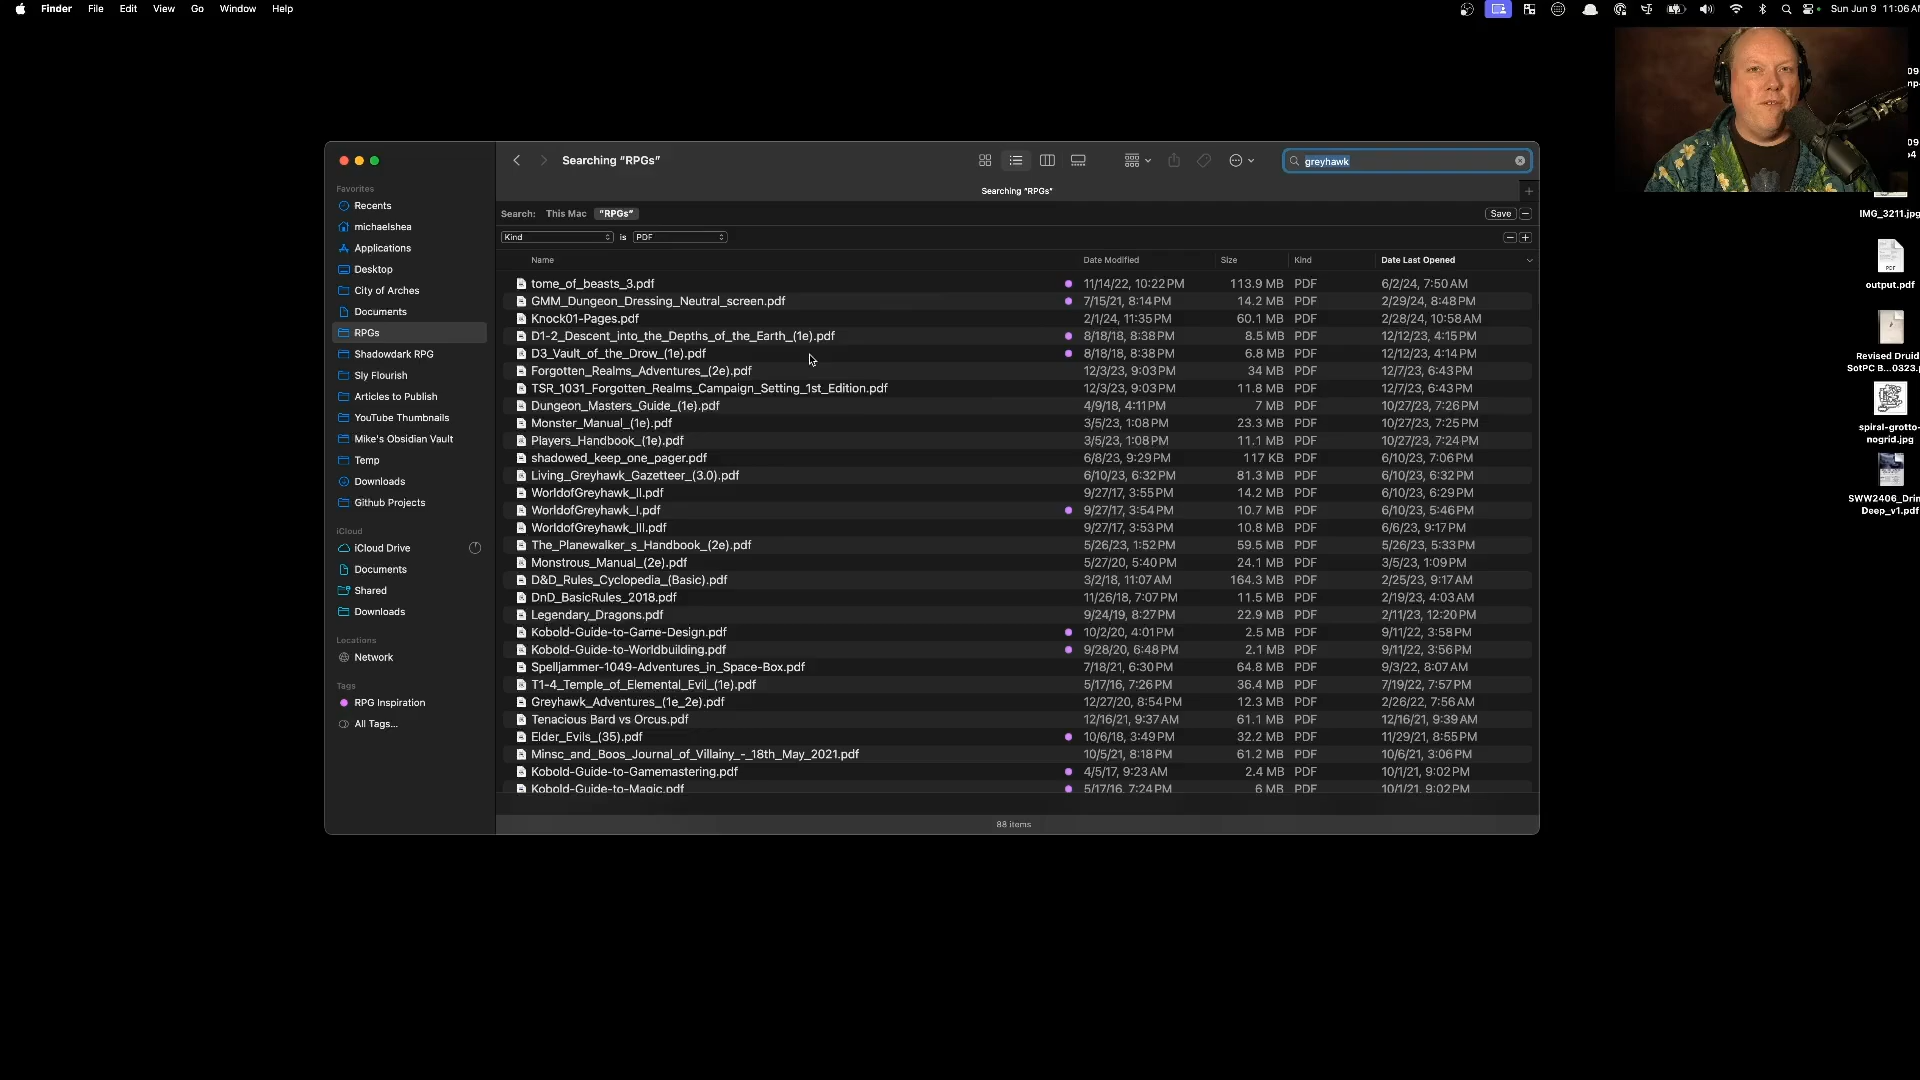 Finder File Edit View Go Window Help
Sun Jun 9 11:06 AM
Searching “RPGs”
greyhawk
Searching “RPGs”
Search: This Mac “RPGs” Save
Kind is PDF
Name Date Modified Size Kind Date Last Opened
tome_of_beasts_3.pdf 11/14/22, 10:22 PM 113.9 MB PDF 6/2/24, 7:50 AM
GMM_Dungeon_Dressing_Neutral_screen.pdf 7/15/21, 8:14 PM 14.2 MB PDF 2/29/24, 8:48 PM
Knock01-Pages.pdf 2/1/24, 11:35 PM 60.1 MB PDF 2/28/24, 10:58 AM
D1-2_Descent_into_the_Depths_of_the_Earth_(1e).pdf 8/18/18, 8:38 PM 8.5 MB PDF 12/12/23, 4:15 PM
D3_Vault_of_the_Drow_(1e).pdf 8/18/18, 8:38 PM 6.8 MB PDF 12/12/23, 4:14 PM
Forgotten_Realms_Adventures_(2e).pdf 12/3/23, 9:03 PM 34 MB PDF 12/7/23, 6:43 PM
TSR_1031_Forgotten_Realms_Campaign_Setting_1st_Edition.pdf 12/3/23, 9:03 PM 11.8 MB PDF 12/7/23, 6:43 PM
Dungeon_Masters_Guide_(1e).pdf 4/9/18, 4:11 PM 7 MB PDF 10/27/23, 7:26 PM
Monster_Manual_(1e).pdf 3/5/23, 1:08 PM 23.3 MB PDF 10/27/23, 7:25 PM
Players_Handbook_(1e).pdf 3/5/23, 1:08 PM 11.1 MB PDF 10/27/23, 7:24 PM
shadowed_keep_one_pager.pdf 6/8/23, 9:29 PM 117 KB PDF 6/10/23, 7:06 PM
Living_Greyhawk_Gazetteer_(3.0).pdf 6/10/23, 6:32 PM 81.3 MB PDF 6/10/23, 6:32 PM
WorldofGreyhawk_II.pdf 9/27/17, 3:55 PM 14.2 MB PDF 6/10/23, 6:29 PM
WorldofGreyhawk_I.pdf 9/27/17, 3:54 PM 10.7 MB PDF 6/10/23, 5:46 PM
WorldofGreyhawk_III.pdf 9/27/17, 3:53 PM 10.8 MB PDF 6/6/23, 9:17 PM
The_Planewalker_s_Handbook_(2e).pdf 5/26/23, 1:52 PM 59.5 MB PDF 5/26/23, 5:33 PM
Monstrous_Manual_(2e).pdf 5/27/20, 5:40 PM 24.1 MB PDF 3/5/23, 1:09 PM
D&D_Rules_Cyclopedia_(Basic).pdf 3/2/18, 11:07 AM 164.3 MB PDF 2/25/23, 9:17 AM
DnD_BasicRules_2018.pdf 11/26/18, 7:07 PM 11.5 MB PDF 2/19/23, 4:03 AM
Legendary_Dragons.pdf 9/24/19, 8:27 PM 22.9 MB PDF 2/11/23, 12:20 PM
Kobold-Guide-to-Game-Design.pdf 10/2/20, 4:01 PM 2.5 MB PDF 9/11/22, 3:58 PM
Kobold-Guide-to-Worldbuilding.pdf 9/28/20, 6:48 PM 2.1 MB PDF 9/11/22, 3:56 PM
Spelljammer-1049-Adventures_in_Space-Box.pdf 7/18/21, 6:30 PM 64.8 MB PDF 9/3/22, 8:07 AM
T1-4_Temple_of_Elemental_Evil_(1e).pdf 5/17/16, 7:26 PM 36.4 MB PDF 7/19/22, 7:57 PM
Greyhawk_Adventures_(1e_2e).pdf 12/27/20, 8:54 PM 12.3 MB PDF 2/26/22, 7:56 AM
Tenacious Bard vs Orcus.pdf 12/16/21, 9:37 AM 61.1 MB PDF 12/16/21, 9:39 AM
Elder_Evils_(35).pdf 10/6/18, 3:49 PM 32.2 MB PDF 11/29/21, 8:55 PM
Minsc_and_Boos_Journal_of_Villainy_-_18th_May_2021.pdf 10/5/21, 8:18 PM 61.2 MB PDF 10/6/21, 3:06 PM
Kobold-Guide-to-Gamemastering.pdf 4/5/17, 9:23 AM 2.4 MB PDF 10/1/21, 9:02 PM
Kobold-Guide-to-Magic.pdf 5/17/16, 7:24 PM 6 MB PDF 10/1/21, 9:02 PM
88 items
Favorites
Recents
michaelshea
Applications
Desktop
City of Arches
Documents
RPGs
Shadowdark RPG
Sly Flourish
Articles to Publish
YouTube Thumbnails
Mike's Obsidian Vault
Temp
Downloads
Github Projects
iCloud
iCloud Drive
Documents
Shared
Downloads
Locations
Network
Tags
RPG Inspiration
All Tags...
IMG_3211.jpg
PDF
output.pdf
Revised Druid
SotPC B...0323.p
spiral-grotto-
nogrid.jpg
SWW2406_Drin
Deep_v1.pdf